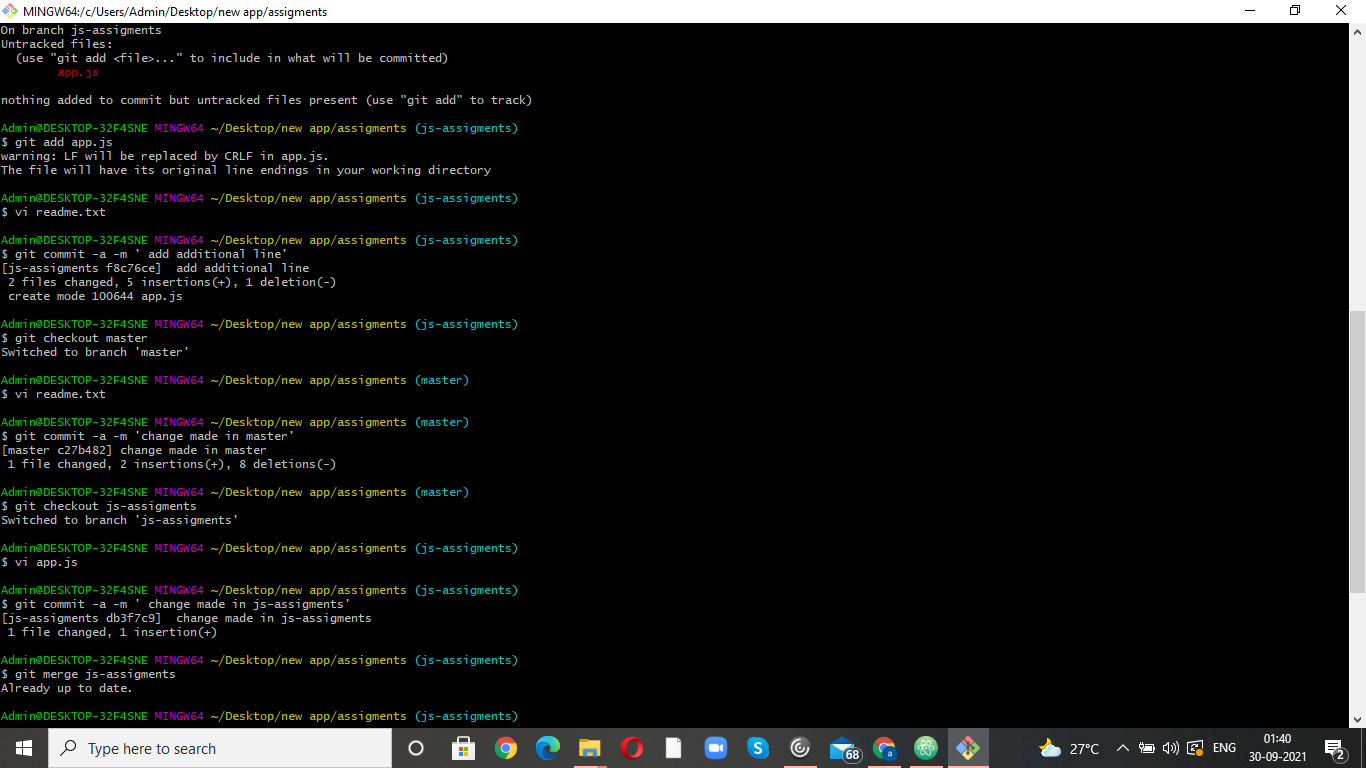 MINGW64:/c/Users/Admin/Desktop/new app/assigments
On branch js-assigments
Untracked files:
  (use "git add <file>..." to include in what will be committed)
        app.js

nothing added to commit but untracked files present (use "git add" to track)

Admin@DESKTOP-32F4SNE MINGW64 ~/Desktop/new app/assigments (js-assigments)
$ git add app.js
warning: LF will be replaced by CRLF in app.js.
The file will have its original line endings in your working directory

Admin@DESKTOP-32F4SNE MINGW64 ~/Desktop/new app/assigments (js-assigments)
$ vi readme.txt

Admin@DESKTOP-32F4SNE MINGW64 ~/Desktop/new app/assigments (js-assigments)
$ git commit -a -m ' add additional line'
[js-assigments f8c76ce]  add additional line
 2 files changed, 5 insertions(+), 1 deletion(-)
 create mode 100644 app.js

Admin@DESKTOP-32F4SNE MINGW64 ~/Desktop/new app/assigments (js-assigments)
$ git checkout master
Switched to branch 'master'

Admin@DESKTOP-32F4SNE MINGW64 ~/Desktop/new app/assigments (master)
$ vi readme.txt

Admin@DESKTOP-32F4SNE MINGW64 ~/Desktop/new app/assigments (master)
$ git commit -a -m 'change made in master'
[master c27b482] change made in master
 1 file changed, 2 insertions(+), 8 deletions(-)

Admin@DESKTOP-32F4SNE MINGW64 ~/Desktop/new app/assigments (master)
$ git checkout js-assigments
Switched to branch 'js-assigments'

Admin@DESKTOP-32F4SNE MINGW64 ~/Desktop/new app/assigments (js-assigments)
$ vi app.js

Admin@DESKTOP-32F4SNE MINGW64 ~/Desktop/new app/assigments (js-assigments)
$ git commit -a -m ' change made in js-assigments'
[js-assigments db3f7c9]  change made in js-assigments
 1 file changed, 1 insertion(+)

Admin@DESKTOP-32F4SNE MINGW64 ~/Desktop/new app/assigments (js-assigments)
$ git merge js-assigments
Already up to date.

Admin@DESKTOP-32F4SNE MINGW64 ~/Desktop/new app/assigments (js-assigments)
Type here to search
68
a
27°C
ENG
01:40
30-09-2021
2